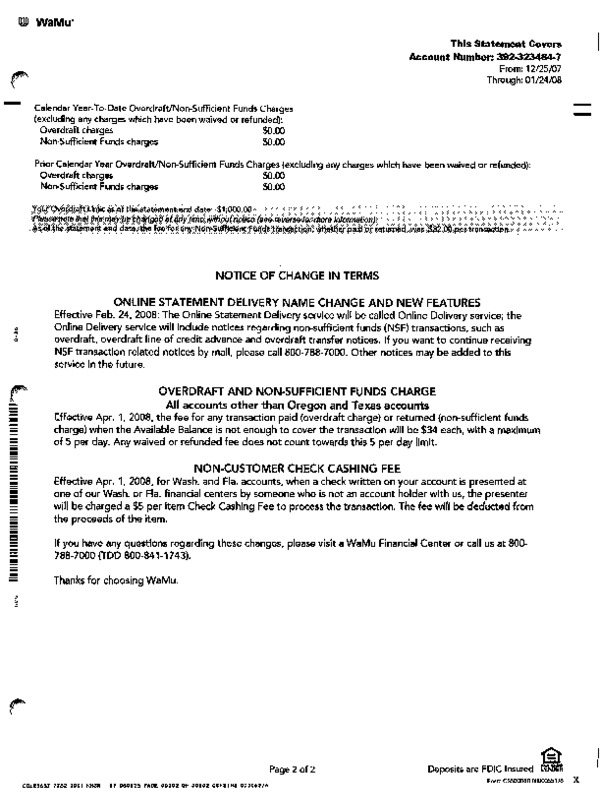 WaMu
This Statement Covers
Account Number: 392-323484-7
From: 12/25/07
Through: 01/24/08
Calendar Year-To-Date Overdraft/Non-Sufficient Funds Charges
(excluding any charges which have been waived or refunded):
Overdraft charges $0.00
Non-Sufficient Funds charges $0.00
Prior Calendar Year Overdraft/Non-Sufficient Funds Charges (excluding any charges which have been waived or refunded):
Overdraft charges $0.00
Non-Sufficient Funds charges $0.00
Your Overdraft Limit as of the statement end date $1,000.00
Please note that this may be changed at any time without notice (see reverse for more information).
As of the statement end date, the fee for any Non-Sufficient Funds transaction, whether paid or returned, was $32.00 per transaction.
NOTICE OF CHANGE IN TERMS
ONLINE STATEMENT DELIVERY NAME CHANGE AND NEW FEATURES
Effective Feb. 24, 2008: The Online Statement Delivery service will be called Online Delivery service; the
Online Delivery service will include notices regarding non-sufficient funds (NSF) transactions, such as
overdraft, overdraft line of credit advance and overdraft transfer notices. If you want to continue receiving
NSF transaction related notices by mail, please call 800-788-7000. Other notices may be added to this
service in the future.
OVERDRAFT AND NON-SUFFICIENT FUNDS CHARGE
All accounts other than Oregon and Texas accounts
Effective Apr. 1, 2008, the fee for any transaction paid (overdraft charge) or returned (non-sufficient funds
charge) when the Available Balance is not enough to cover the transaction will be $34 each, with a maximum
of 5 per day. Any waived or refunded fee does not count towards this 5 per day limit.
NON-CUSTOMER CHECK CASHING FEE
Effective Apr. 1, 2008, for Wash. and Fla. accounts, when a check written on your account is presented at
one of our Wash. or Fla. financial centers by someone who is not an account holder with us, the presenter
will be charged a $5 per item Check Cashing Fee to process the transaction. The fee will be deducted from
the proceeds of the item.
If you have any questions regarding these changes, please visit a WaMu Financial Center or call us at 800-
788-7000 (TDD 800-841-1743).
Thanks for choosing WaMu.
Page 2 of 2
Deposits are FDIC Insured
X